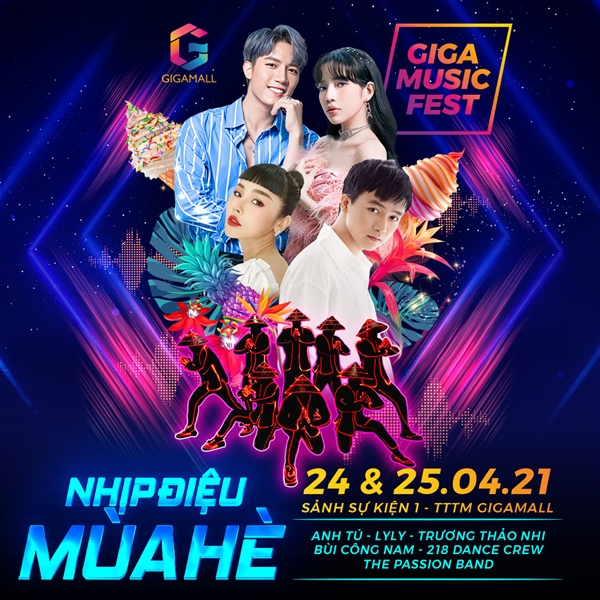 GIGAMALL
GIGA
MUSIC
FEST
NHỊP ĐIỆU
MÙA HÈ
24 & 25.04.21
SẢNH SỰ KIỆN 1 - TTTM GIGAMALL
ANH TÚ - LYLY - TRƯƠNG THẢO NHI
BÙI CÔNG NAM - 218 DANCE CREW
THE PASSION BAND